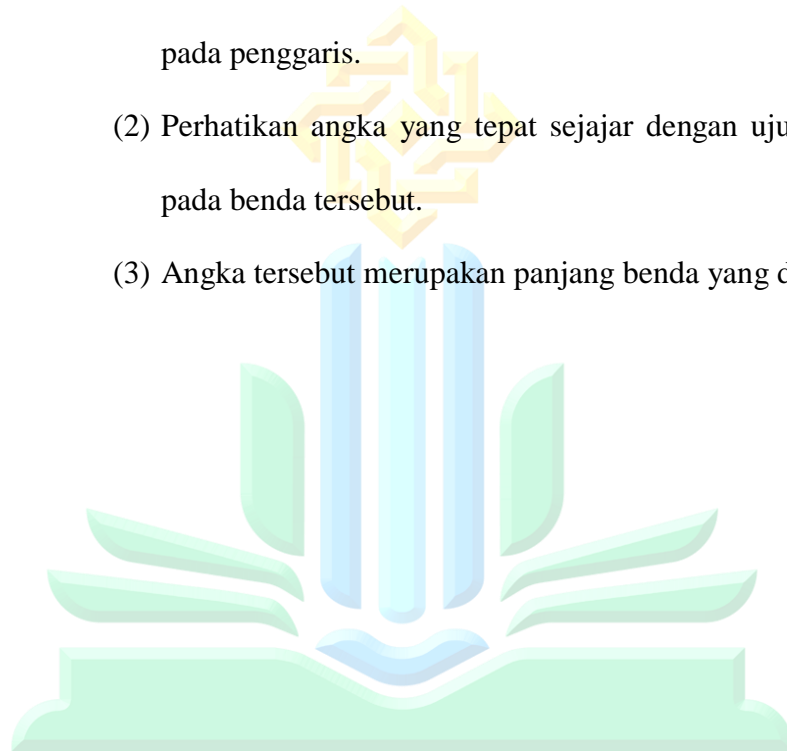 pada penggaris.
(2) Perhatikan angka yang tepat sejajar dengan
pada benda tersebut.
(3) Angka tersebut merupakan panjang benda yang